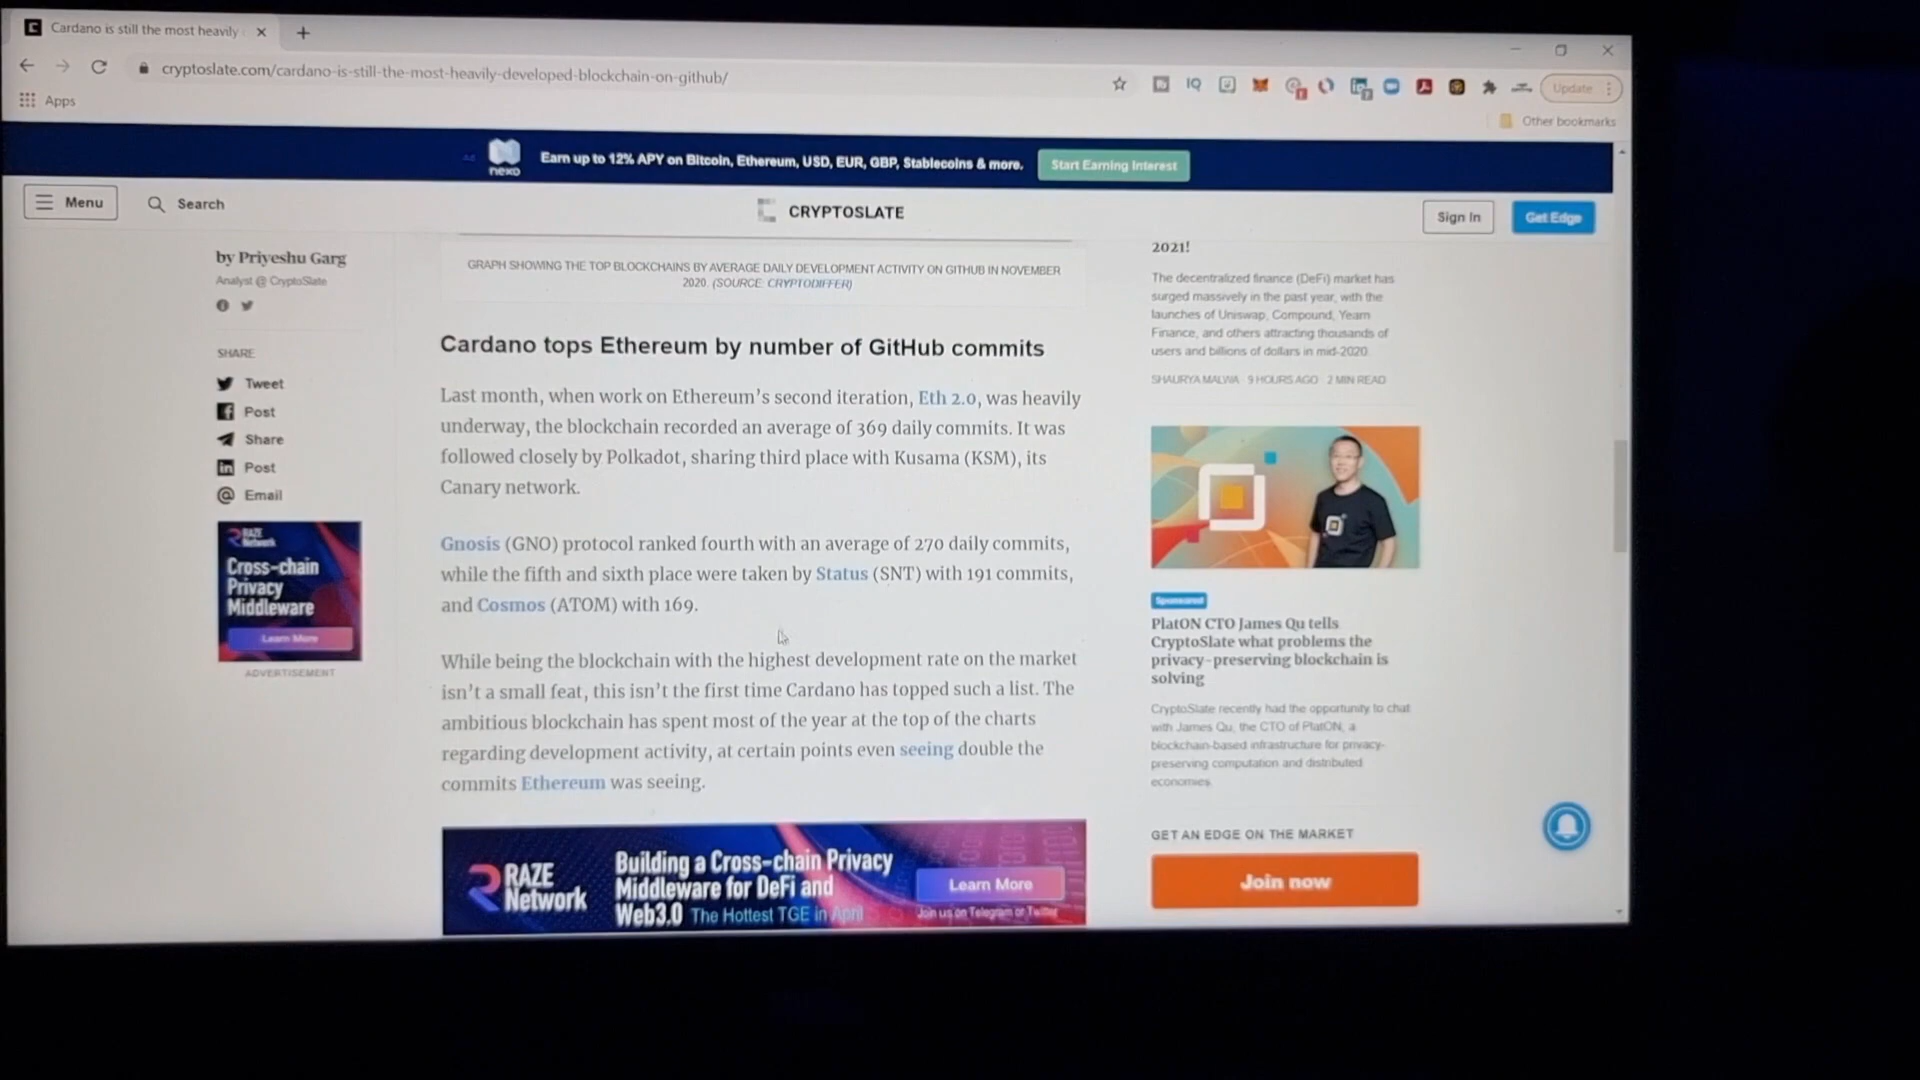 Cardano is still the most heavily
cryptoslate.com/cardano-is-still-the-most-heavily-developed-blockchain-on-github/
IQ
Update
Apps
Other bookmarks
nexo
Earn up to 12% APY on Bitcoin, Ethereum, USD, EUR, GBP, Stablecoins & more.
Start Earning Interest
Menu
Search
CRYPTOSLATE
Sign In
Get Edge
by Priyeshu Garg
Analyst @ CryptoSlate
SHARE
Tweet
Post
Share
Post
Email
RAZE
Network
Cross-chain
Privacy
Middleware
Learn More
ADVERTISEMENT
GRAPH SHOWING THE TOP BLOCKCHAINS BY AVERAGE DAILY DEVELOPMENT ACTIVITY ON GITHUB IN NOVEMBER
2020. (SOURCE: CRYPTODIFFER)
Cardano tops Ethereum by number of GitHub commits
Last month, when work on Ethereum's second iteration, Eth 2.0, was heavily
underway, the blockchain recorded an average of 369 daily commits. It was
followed closely by Polkadot, sharing third place with Kusama (KSM), its
Canary network.
Gnosis (GNO) protocol ranked fourth with an average of 270 daily commits,
while the fifth and sixth place were taken by Status (SNT) with 191 commits,
and Cosmos (ATOM) with 169.
While being the blockchain with the highest development rate on the market
isn't a small feat, this isn't the first time Cardano has topped such a list. The
ambitious blockchain has spent most of the year at the top of the charts
regarding development activity, at certain points even seeing double the
commits Ethereum was seeing.
RAZE
Network
Building a Cross-chain Privacy
Middleware for DeFi and
Web3.0 The Hottest TGE in April
Learn More
Join us on Telegram or Twitter
2021!
The decentralized finance (DeFi) market has
surged massively in the past year, with the
launches of Uniswap, Compound, Yearn
Finance, and others attracting thousands of
users and billions of dollars in mid-2020.
SHAURYA MALWA · 9 HOURS AGO · 2 MIN READ
Sponsored
PlatON CTO James Qu tells
CryptoSlate what problems the
privacy-preserving blockchain is
solving
CryptoSlate recently had the opportunity to chat
with James Qu, the CTO of PlatON, a
blockchain-based infrastructure for privacy-
preserving computation and distributed
economies.
GET AN EDGE ON THE MARKET
Join now